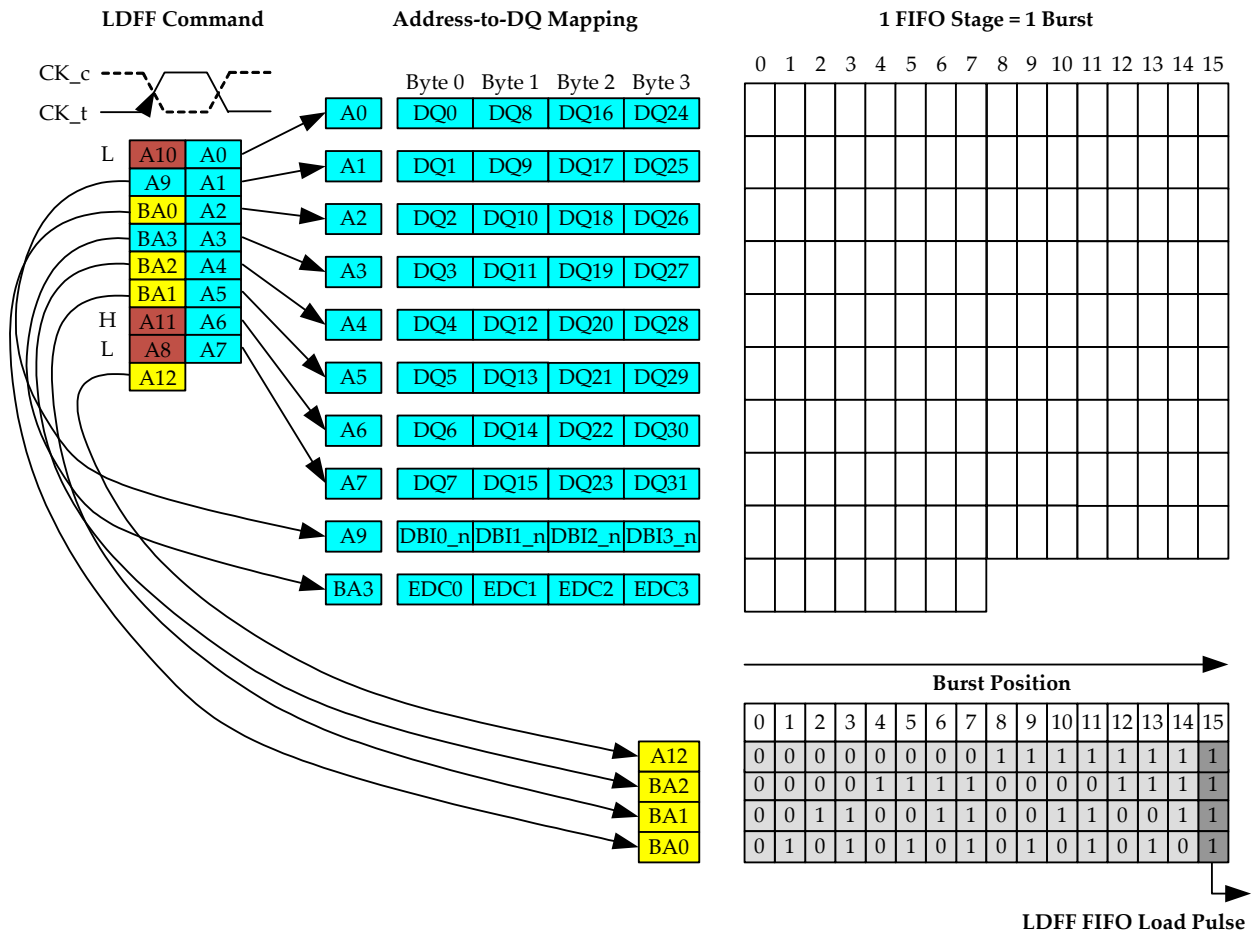 LDFF Command Address-to-DQ Mapping 1 FIFO Stage = 1 Burst
0 1 2 3 4 5 6 7 8 9 10 11 12 13 14 15
CK_c
Byte 0 Byte 1 Byte 2 Byte 3
CK_t
A0 DQ0 DQ8 DQ16 DQ24
L A10 A0
A1 DQ1 DQ9 DQ17 DQ25
A9 A1
BA0 A2
A2 DQ2 DQ10 DQ18 DQ26
BA3 A3
BA2 A4
A3 DQ3 DQ11 DQ19 DQ27
BA1 A5
H A11 A6
A4 DQ4 DQ12 DQ20 DQ28
L A8 A7
A12
A5 DQ5 DQ13 DQ21 DQ29
A6 DQ6 DQ14 DQ22 DQ30
A7 DQ7 DQ15 DQ23 DQ31
A9 DBI0_n DBI1_n DBI2_n DBI3_n
BA3 EDC0 EDC1 EDC2 EDC3
Burst Position
0 1 2 3 4 5 6 7 8 9 10 11 12 13 14 15
A12 0 0 0 0 0 0 0 0 1 1 1 1 1 1 1 1
BA2 0 0 0 0 1 1 1 1 0 0 0 0 1 1 1 1
BA1 0 0 1 1 0 0 1 1 0 0 1 1 0 0 1 1
BA0 0 1 0 1 0 1 0 1 0 1 0 1 0 1 0 1
LDFF FIFO Load Pulse